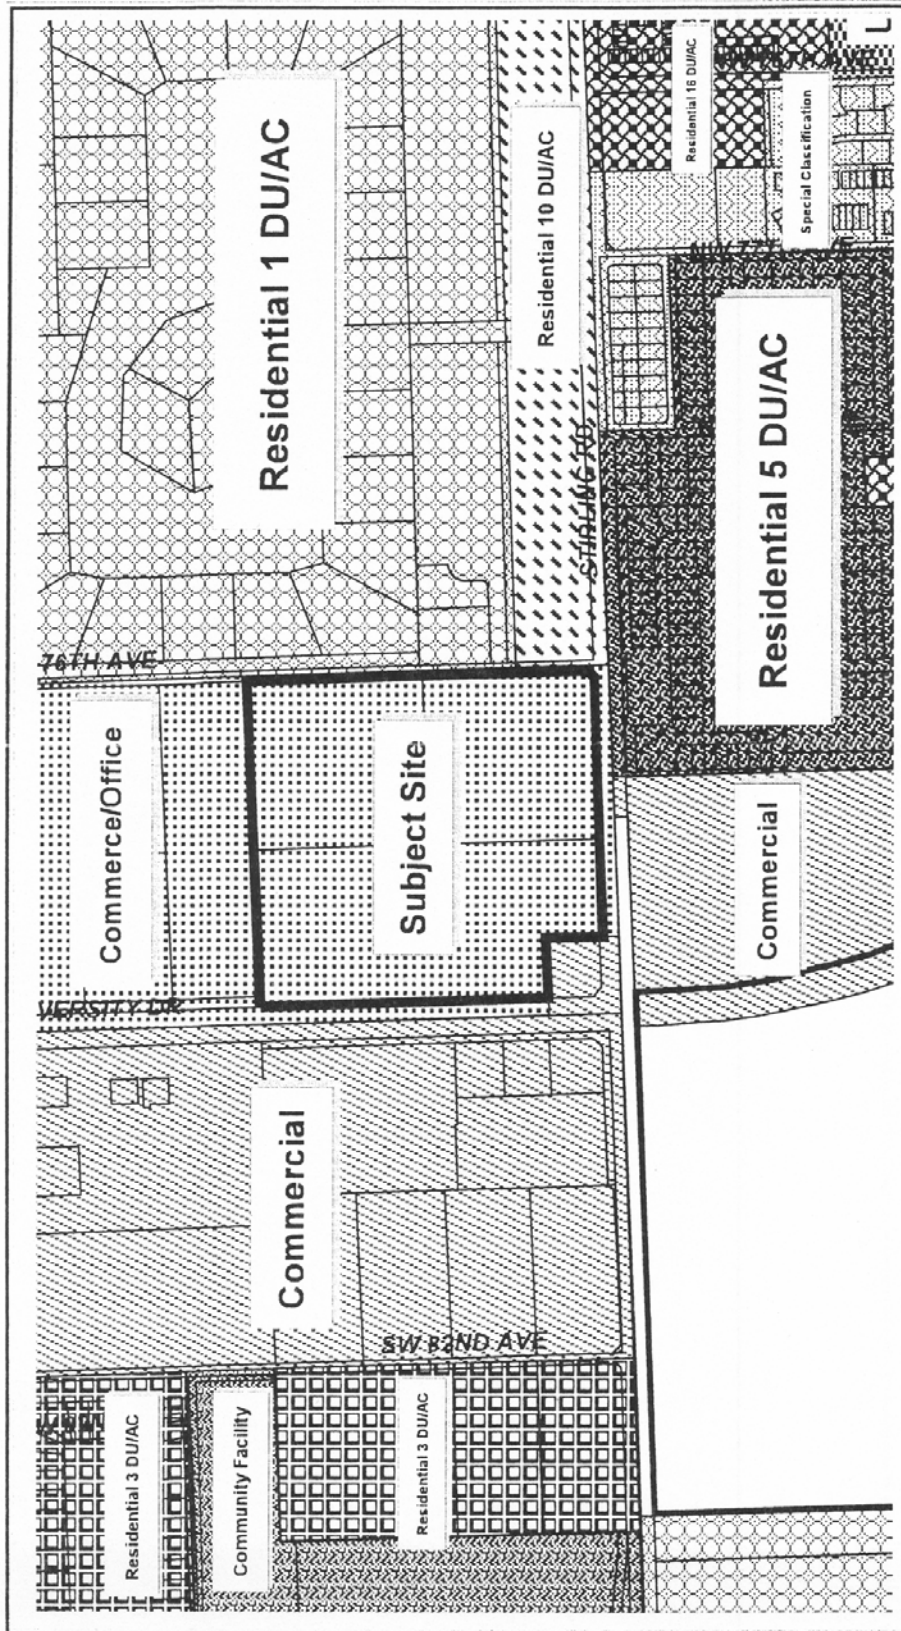 Residential 1 DU/AC
Residential 10 DU/AC
Residential 16 DU/AC
Special Classification
STIRLING RD
Residential 5 DU/AC
76TH AVE
Commerce/Office
Subject Site
Commercial
VERSITY DR
Commercial
SW 82ND AVE
Residential 3 DU/AC
Community Facility
Residential 3 DU/AC
L